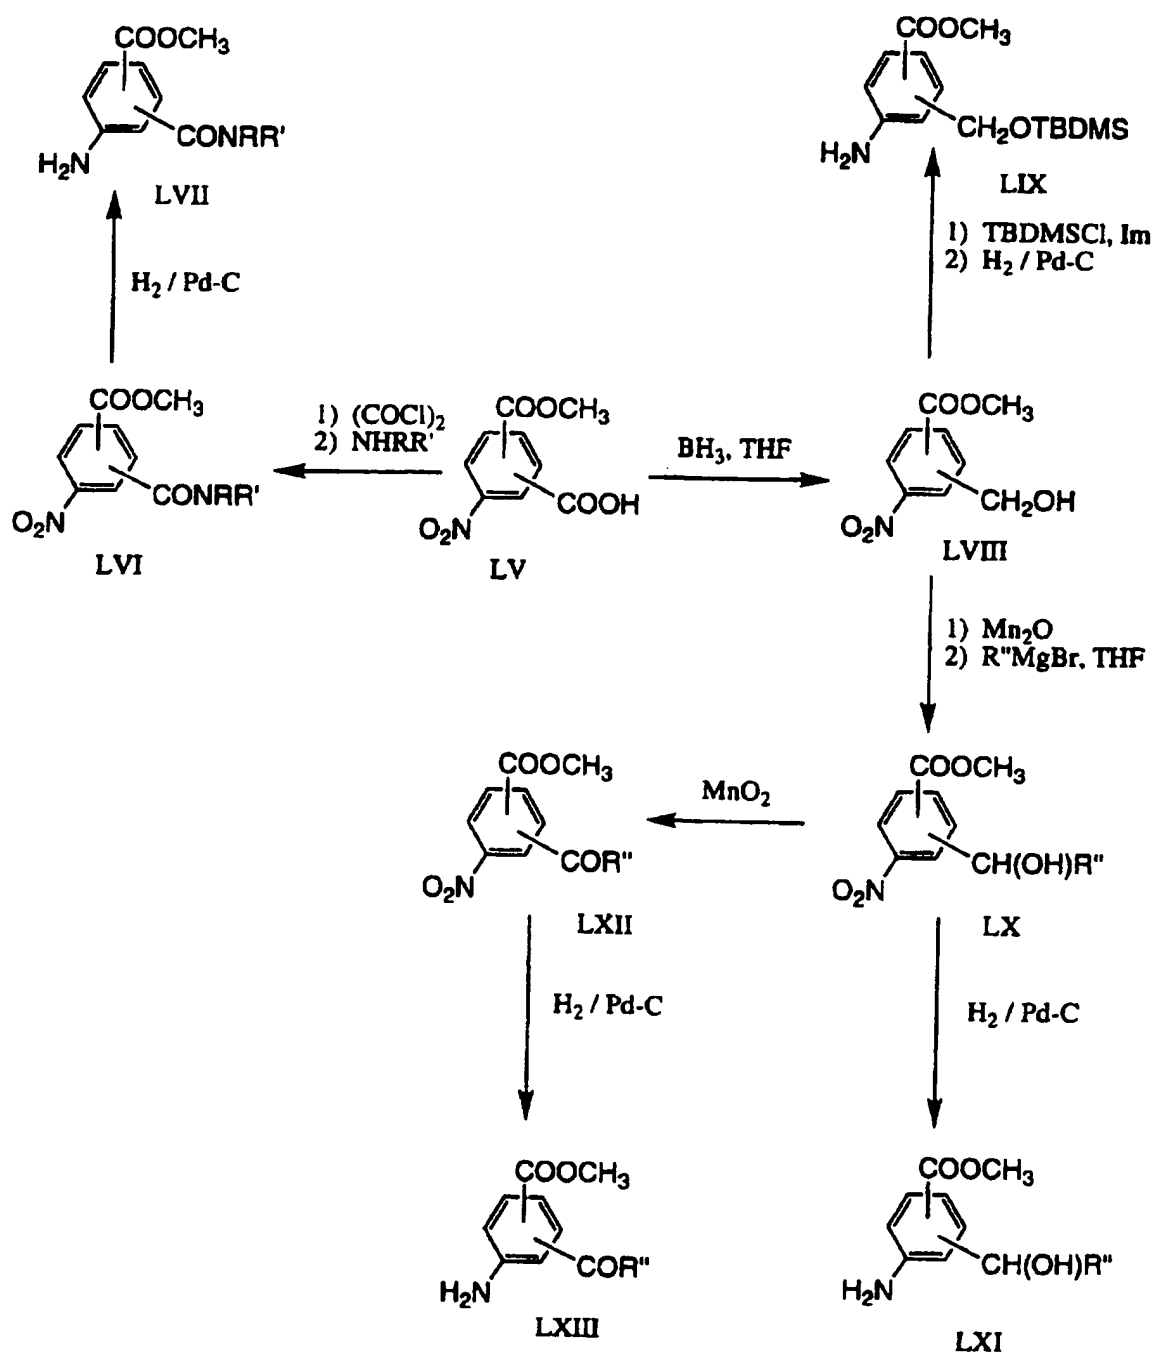 COOCH3
CONRR'
H2N
LVII
COOCH3
CH2OTBDMS
H2N
LIX
H2 / Pd-C
1) TBDMSCl, Im
2) H2 / Pd-C
COOCH3
CONRR'
O2N
LVI
1) (COCl)2
2) NHRR'
COOCH3
COOH
O2N
LV
BH3, THF
COOCH3
CH2OH
O2N
LVIII
1) Mn2O
2) R"MgBr, THF
COOCH3
COR"
O2N
LXII
MnO2
COOCH3
CH(OH)R"
O2N
LX
H2 / Pd-C
H2 / Pd-C
COOCH3
COR"
H2N
LXIII
COOCH3
CH(OH)R"
H2N
LXI